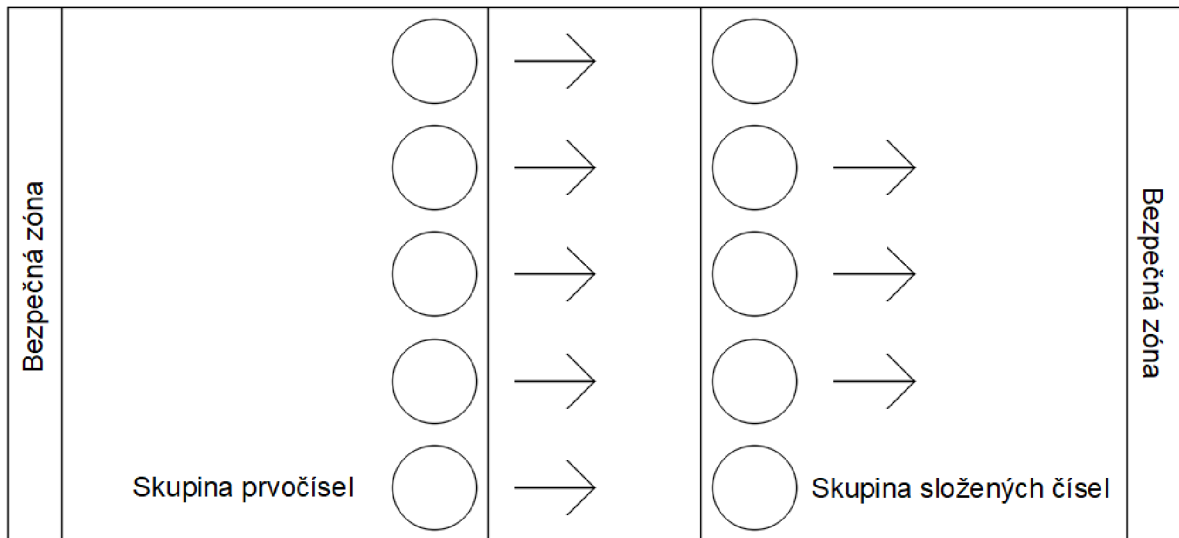 Bezpečná zóna
Skupina prvočísel
Skupina složených čísel
Bezpečná zóna